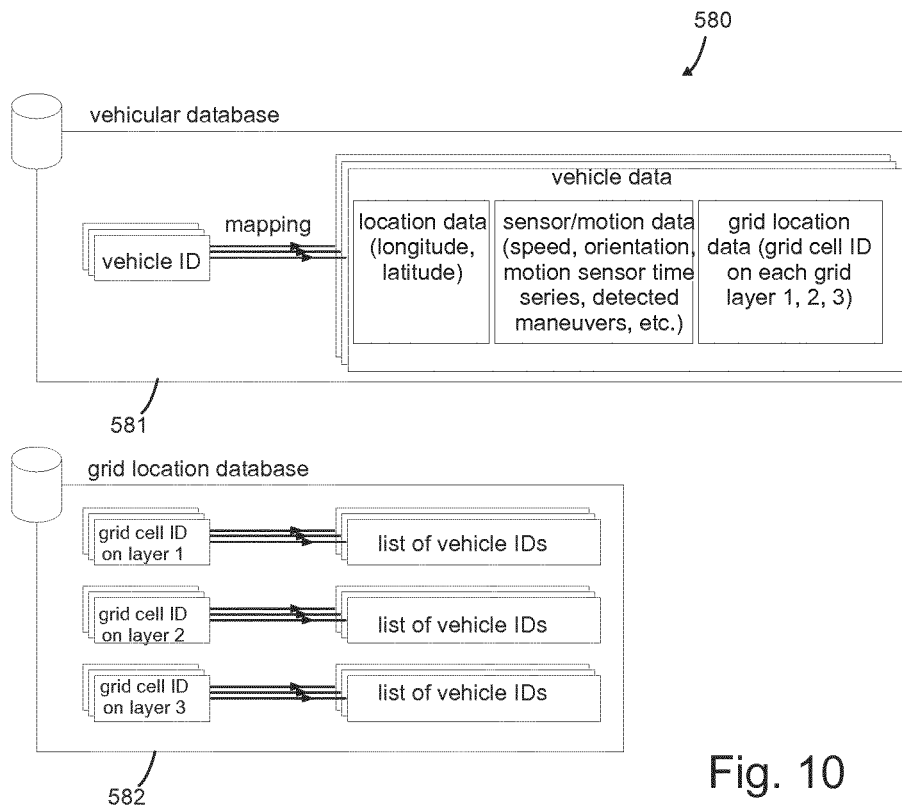 580
vehicular database
vehicle data
mapping
vehicle ID
location data
(longitude,
latitude)
sensor/motion data
(speed, orientation,
motion sensor time
series, detected
maneuvers, etc.)
grid location
data (grid cell ID
on each grid
layer 1, 2, 3)
581
grid location database
grid cell ID
on layer 1
list of vehicle IDs
grid cell ID
on layer 2
list of vehicle IDs
grid cell ID
on layer 3
list of vehicle IDs
582
Fig. 10